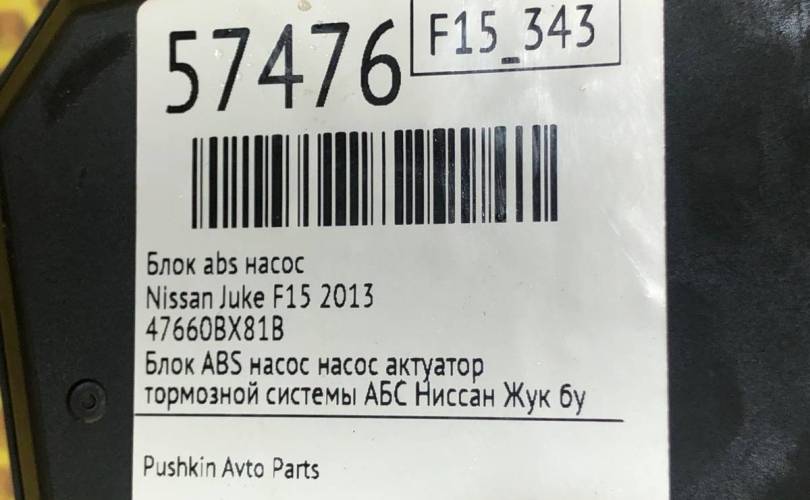 57476
F15_343
Блок abs насос
Nissan Juke F15 2013
47660BX81B
Блок ABS насос насос актуатор
тормозной системы АБС Ниссан Жук бу
Pushkin Avto Parts